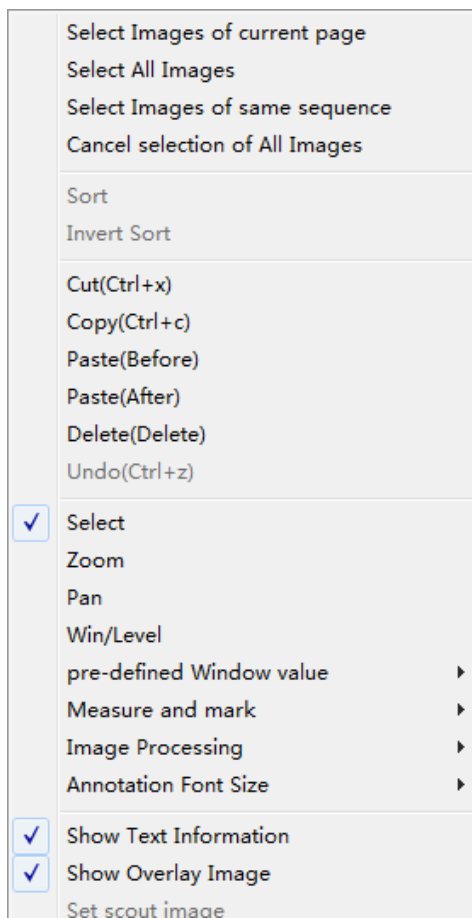 Select Images of current page
Select All Images
Select Images of same sequence
Cancel selection of All Images
Sort
Invert Sort
Cut(Ctrl+x)
Copy(Ctrl+c)
Paste(Before)
Paste(After)
Delete(Delete)
Undo(Ctrl+z)
Select
Zoom
Pan
Win/Level
pre-defined Window value
Measure and mark
Image Processing
Annotation Font Size
Show Text Information
Show Overlay Image
Set scout image